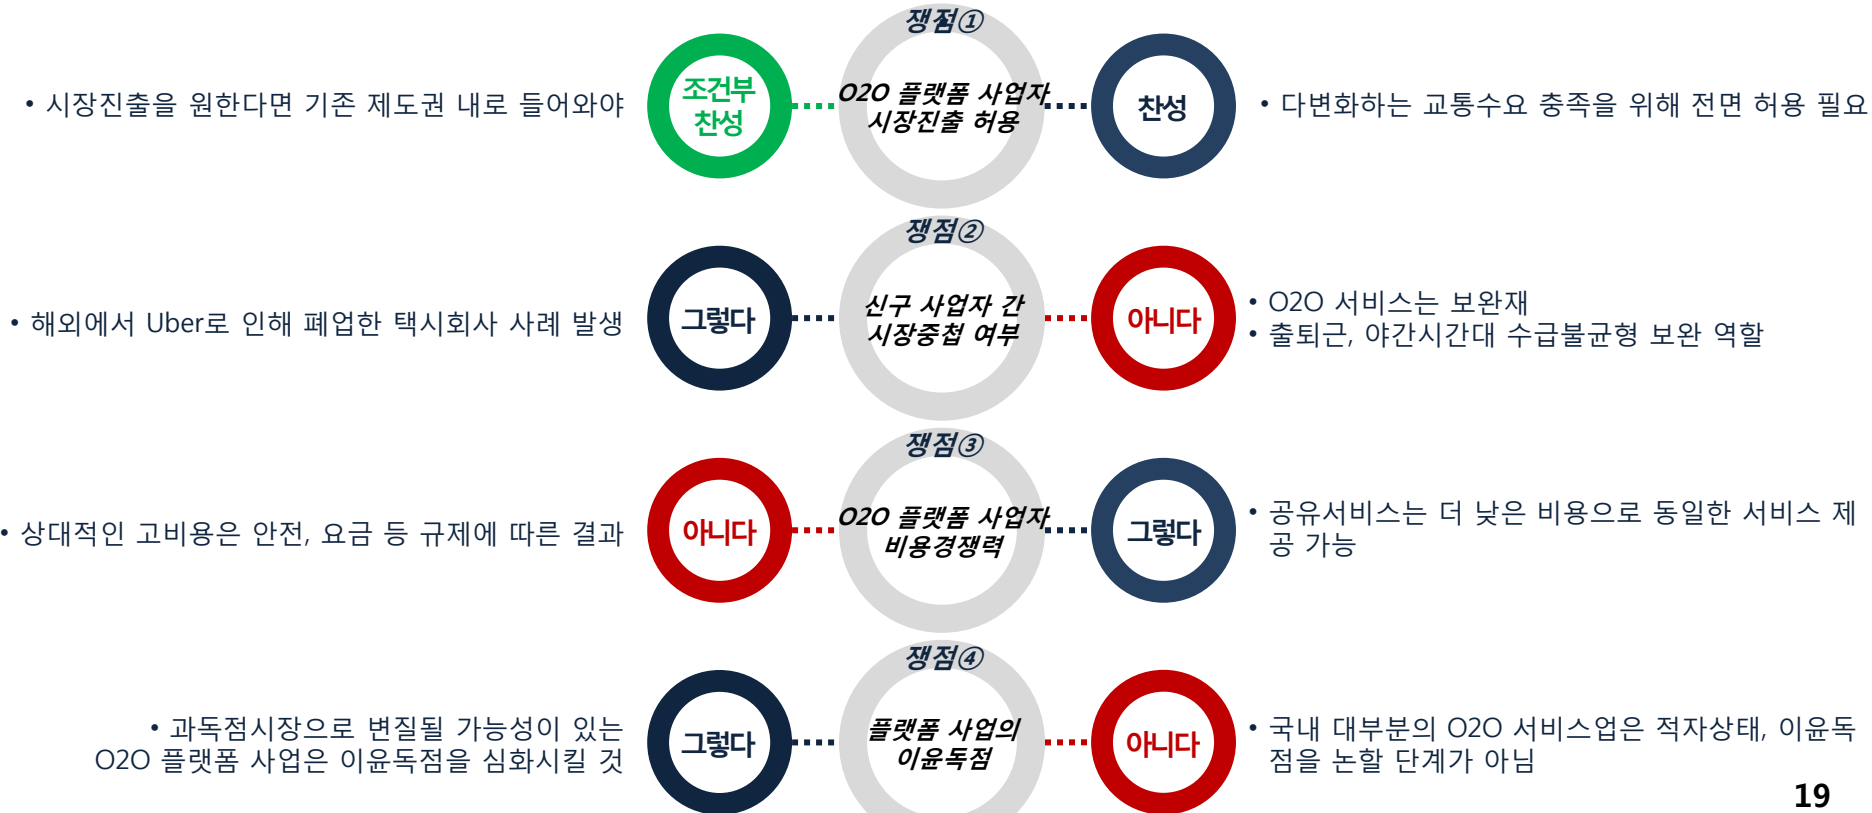 쟁점①
• 시장진출을 원한다면 기존 제도권 내로 들어와야
조건부
찬성
O2O 플랫폼 사업자
시장진출 허용
찬성
• 다변화하는 교통수요 충족을 위해 전면 허용 필요
쟁점②
• 해외에서 Uber로 인해 폐업한 택시회사 사례 발생
그렇다
신구 사업자 간
시장중첩 여부
아니다
• O2O 서비스는 보완재
• 출퇴근, 야간시간대 수급불균형 보완 역할
쟁점③
• 상대적인 고비용은 안전, 요금 등 규제에 따른 결과
아니다
O2O 플랫폼 사업자
비용경쟁력
그렇다
• 공유서비스는 더 낮은 비용으로 동일한 서비스 제
공 가능
쟁점④
• 과독점시장으로 변질될 가능성이 있는
O2O 플랫폼 사업은 이윤독점을 심화시킬 것
그렇다
플랫폼 사업의
이윤독점
아니다
• 국내 대부분의 O2O 서비스업은 적자상태, 이윤독
점을 논할 단계가 아님
19